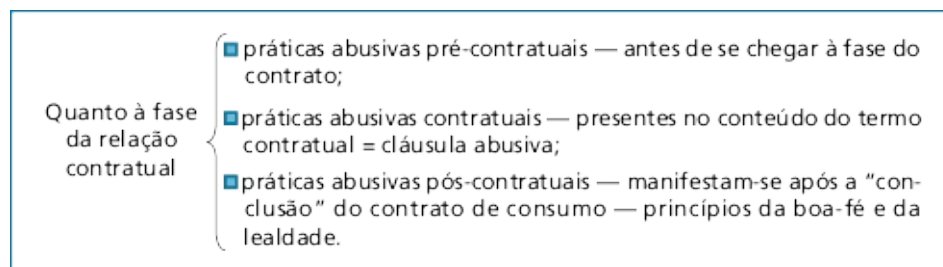 Quanto à fase
da relação
contratual
práticas abusivas pré-contratuais — antes de se chegar à fase do
contrato;
práticas abusivas contratuais — presentes no conteúdo do termo
contratual = cláusula abusiva;
práticas abusivas pós-contratuais — manifestam-se após a “con-
clusão” do contrato de consumo — princípios da boa-fé e da
lealdade.